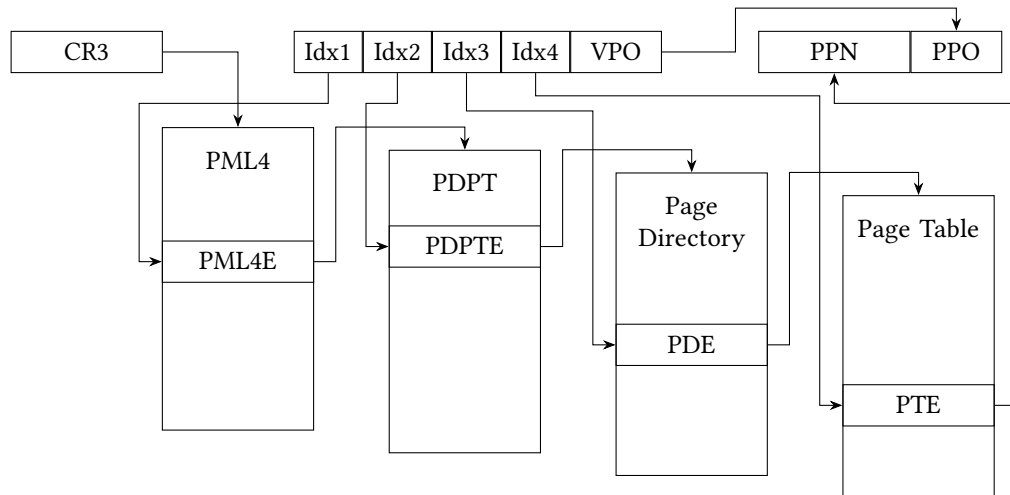 CR3
Idx1 Idx2 Idx3 Idx4 VPO
PPN PPO
PML4
PML4E
PDPT
PDPTE
Page
Directory
PDE
Page Table
PTE